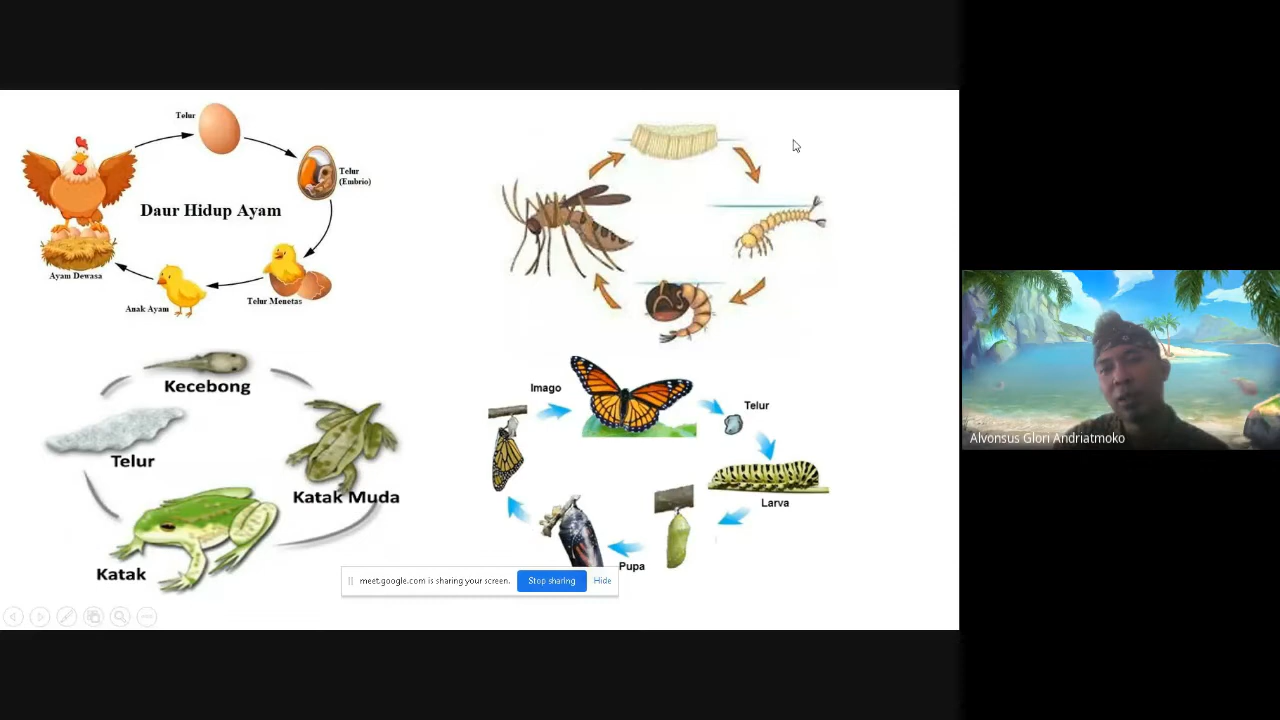 Telur
Telur
(Embrio)
Daur Hidup Ayam
Ayam Dewasa
Telur Menetas
Anak Ayam
Kecebong
Telur
Katak Muda
Katak
Imago
Telur
Larva
Pupa
meet.google.com is sharing your screen.
Stop sharing
Hide
Alvonsus Glori Andriatmoko